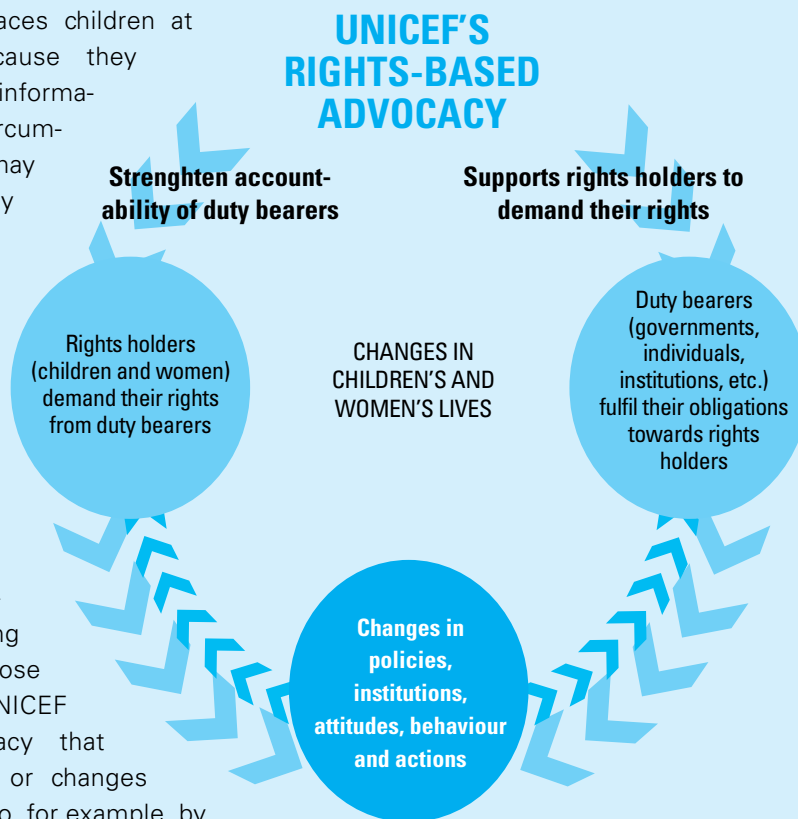 aces children at
cause they
informa-
rcum-
nay
y
ng
ose
NICEF
acy that
or changes
o, for example, by
UNICEF'S
RIGHTS-BASED
ADVOCACY
Strenghten account-
ability of duty bearers
Supports rights holders to
demand their rights
Rights holders
(children and women)
demand their rights
from duty bearers
CHANGES IN
CHILDREN'S AND
WOMEN'S LIVES
Duty bearers
(governments,
individuals,
institutions, etc.)
fulfil their obligations
towards rights
holders
Changes in
policies,
institutions,
attitudes, behaviour
and actions